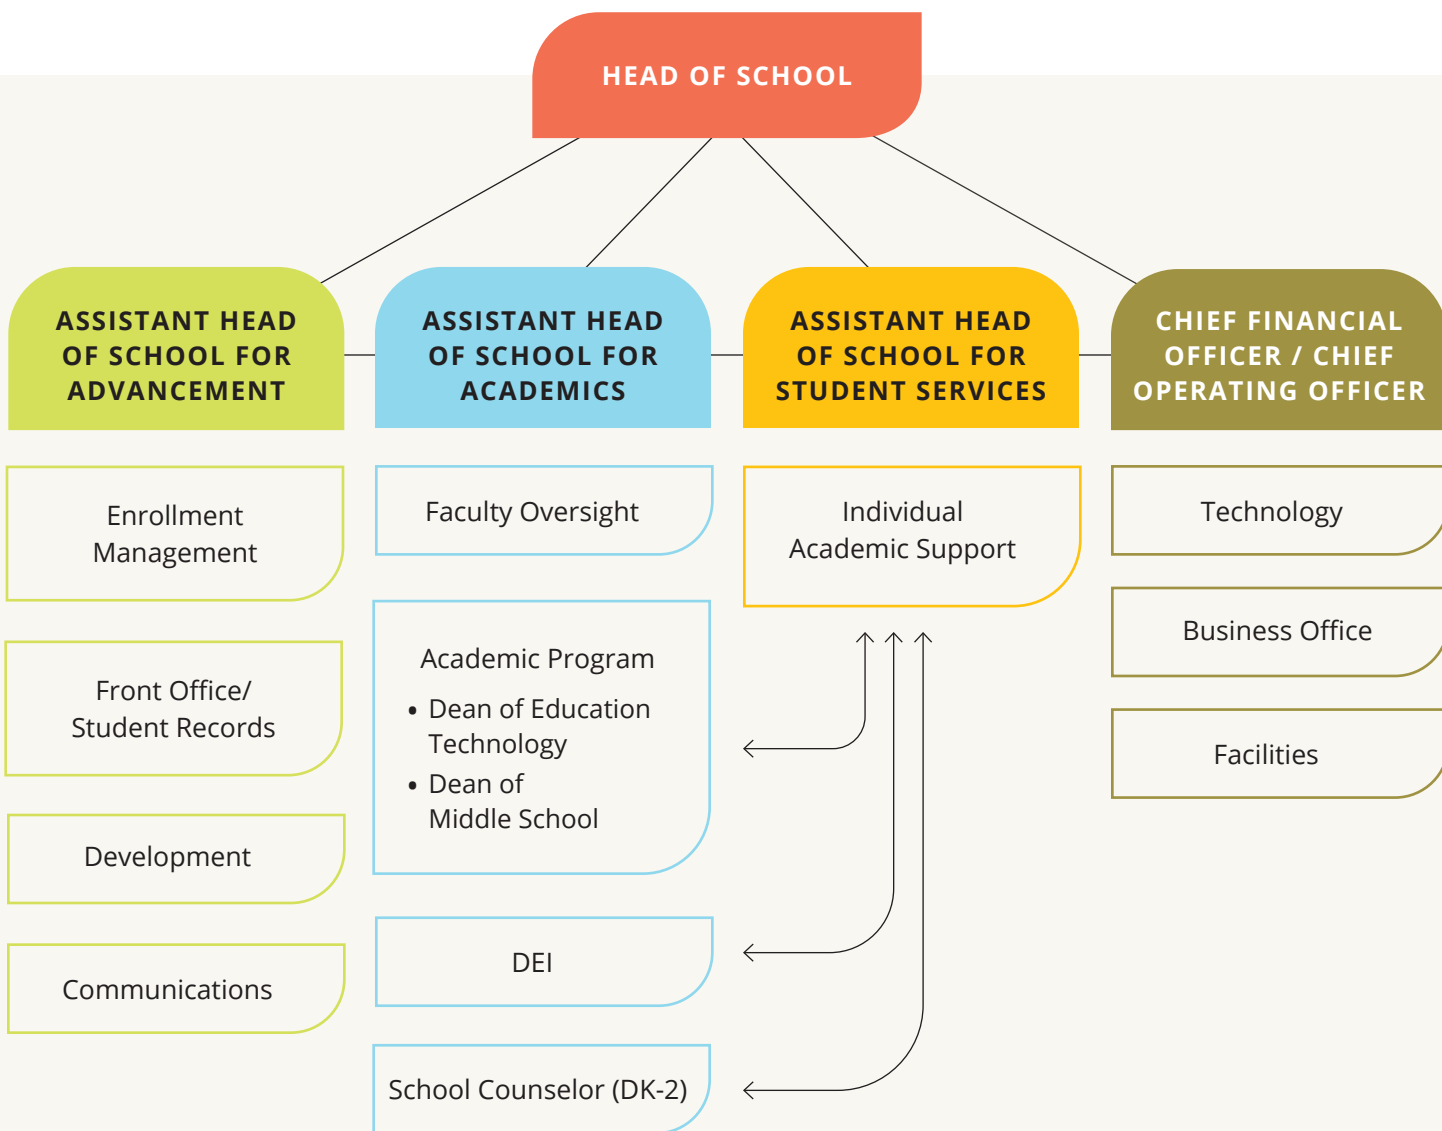 HEAD OF SCHOOL
ASSISTANT HEAD
OF SCHOOL FOR
ADVANCEMENT
Enrollment
Management
Front Office/
Student Records
Development
Communications
ASSISTANT HEAD
OF SCHOOL FOR
ACADEMICS
Faculty Oversight
Academic Program
• Dean of Education
Technology
• Dean of
Middle School
DEI
School Counselor (DK-2)
ASSISTANT HEAD
OF SCHOOL FOR
STUDENT SERVICES
Individual
Academic Support
CHIEF FINANCIAL
OFFICER / CHIEF
OPERATING OFFICER
Technology
Business Office
Facilities